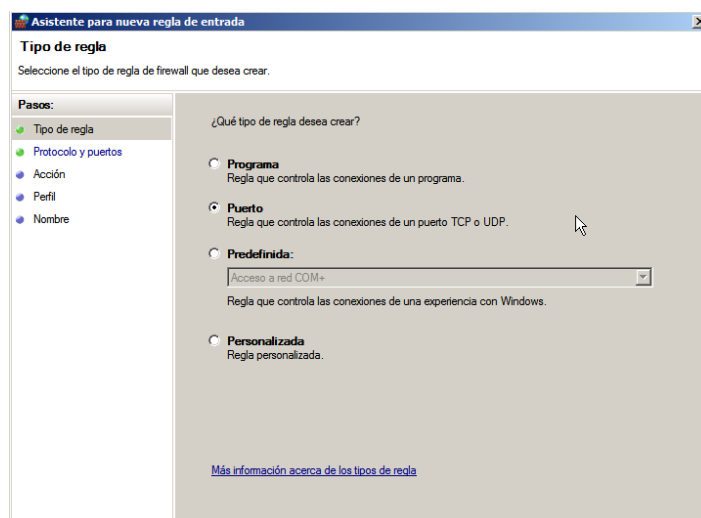 Asistente para nueva regla de entrada
Tipo de regla
Seleccione el tipo de regla de firewall que desea crear.
Pasos:
Tipo de regla
Protocolo y puertos
Acción
Perfil
Nombre
¿Qué tipo de regla desea crear?
Programa
Regla que controla las conexiones de un programa.
Puerto
Regla que controla las conexiones de un puerto TCP o UDP.
Predefinida:
Acceso a red COM+
Regla que controla las conexiones de una experiencia con Windows.
Personalizada
Regla personalizada.
Más información acerca de los tipos de regla